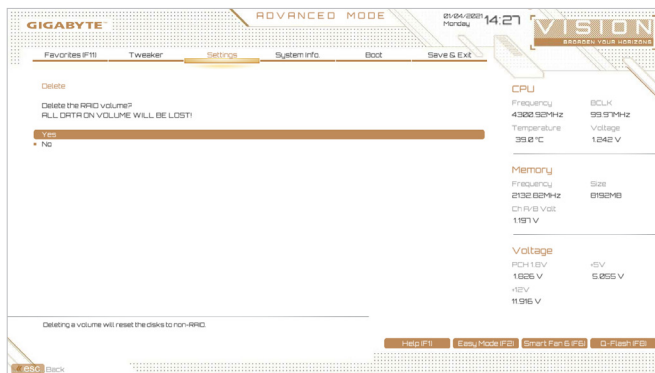 GIGABYTE™
ADVANCED MODE
01/04/2021
Monday
14:27
VISION
BROADEN YOUR HORIZONS
Favorites (F11) Tweaker Settings System Info. Boot Save & Exit
Delete
Delete the RAID volume?
ALL DATA ON VOLUME WILL BE LOST!
Yes
No
CPU
Frequency BCLK
4300.92MHz 99.97MHz
Temperature Voltage
39.0 °C 1.242 V
Memory
Frequency Size
2132.82MHz 8192MB
Ch A/B Volt
1.197 V
Voltage
PCH 1.8V +5V
1.826 V 5.055 V
+12V
11.916 V
Deleting a volume will reset the disks to non-RAID.
Help (F1) Easy Mode (F2) Smart Fan 6 (F6) Q-Flash (F8)
esc Back